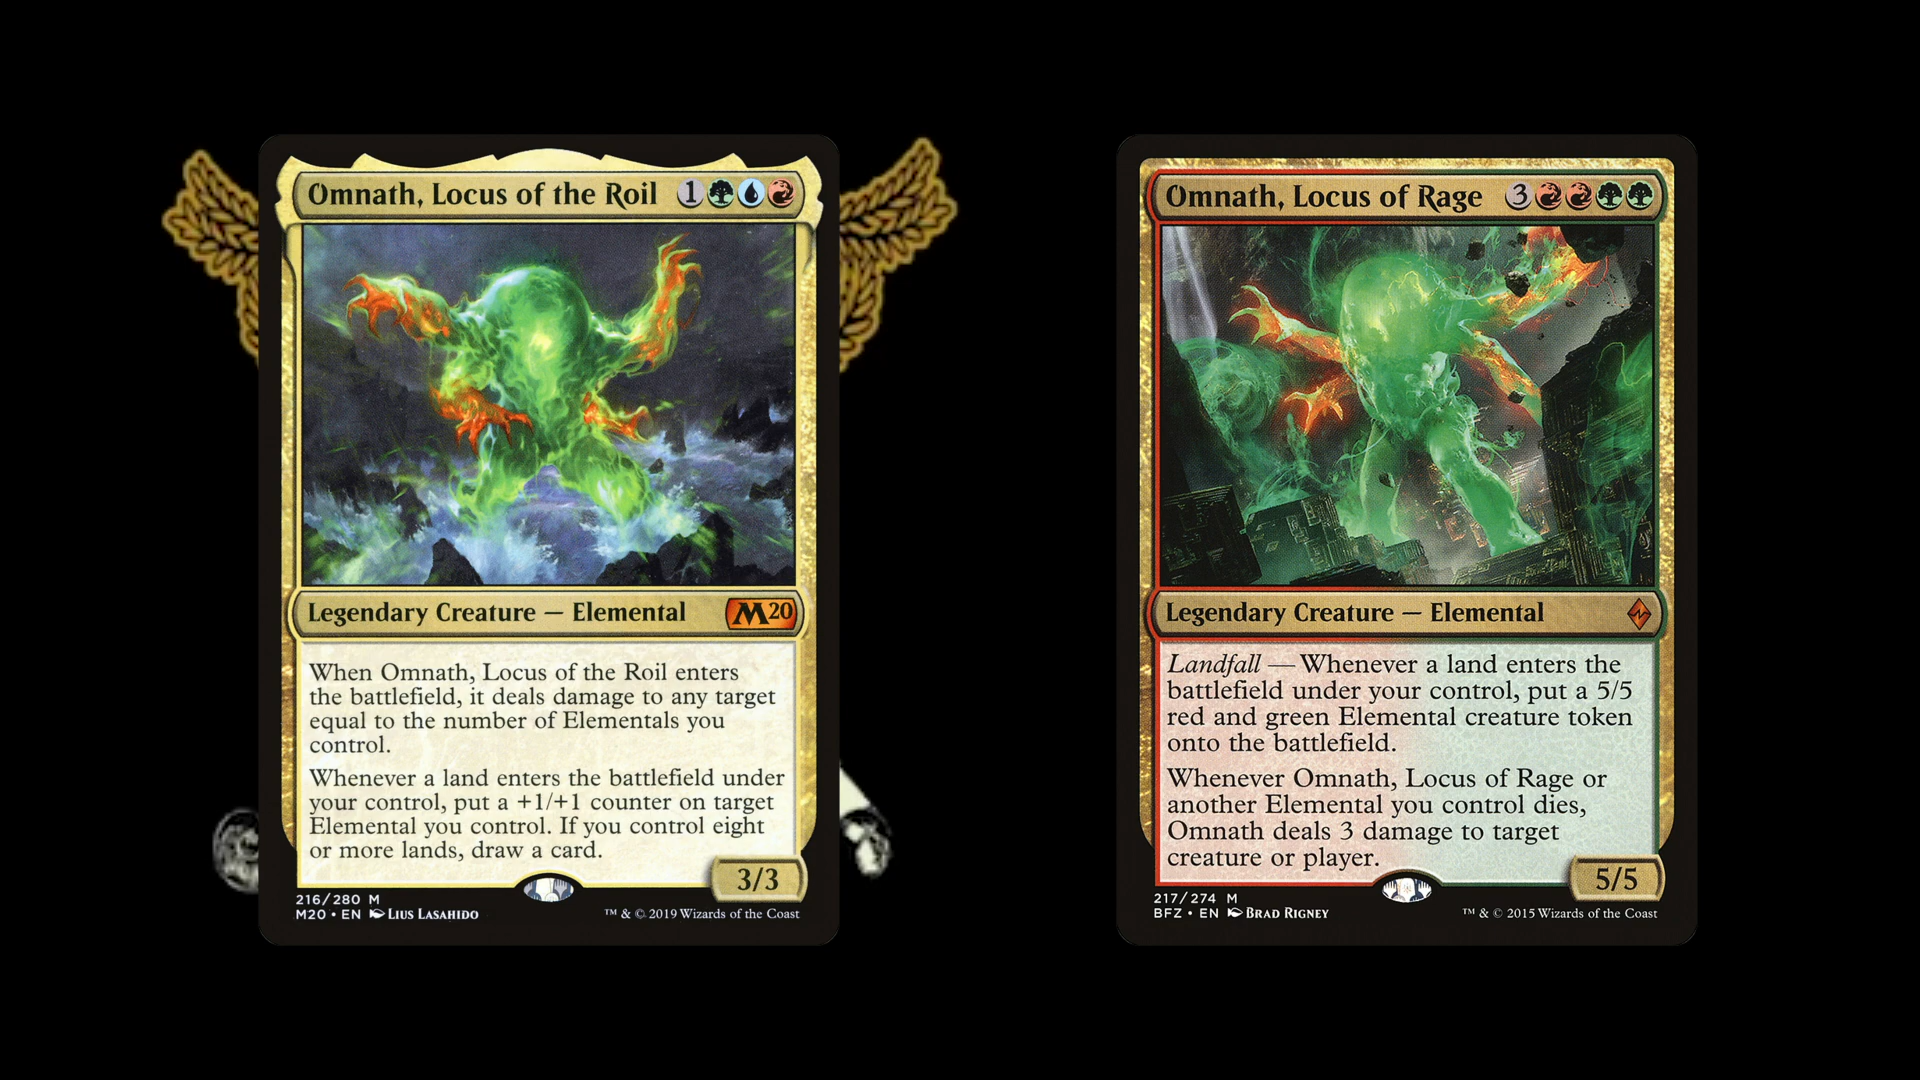 Omnath, Locus of the Roil 1
Legendary Creature — Elemental M20
When Omnath, Locus of the Roil enters
the battlefield, it deals damage to any target
equal to the number of Elementals you
control.
Whenever a land enters the battlefield under
your control, put a +1/+1 counter on target
Elemental you control. If you control eight
or more lands, draw a card.
3/3
216/280 M
M20 • EN Lius Lasahido
™ & © 2019 Wizards of the Coast
Omnath, Locus of Rage 3
Legendary Creature — Elemental
Landfall — Whenever a land enters the
battlefield under your control, put a 5/5
red and green Elemental creature token
onto the battlefield.
Whenever Omnath, Locus of Rage or
another Elemental you control dies,
Omnath deals 3 damage to target
creature or player.
5/5
217/274 M
BFZ • EN Brad Rigney
™ & © 2015 Wizards of the Coast